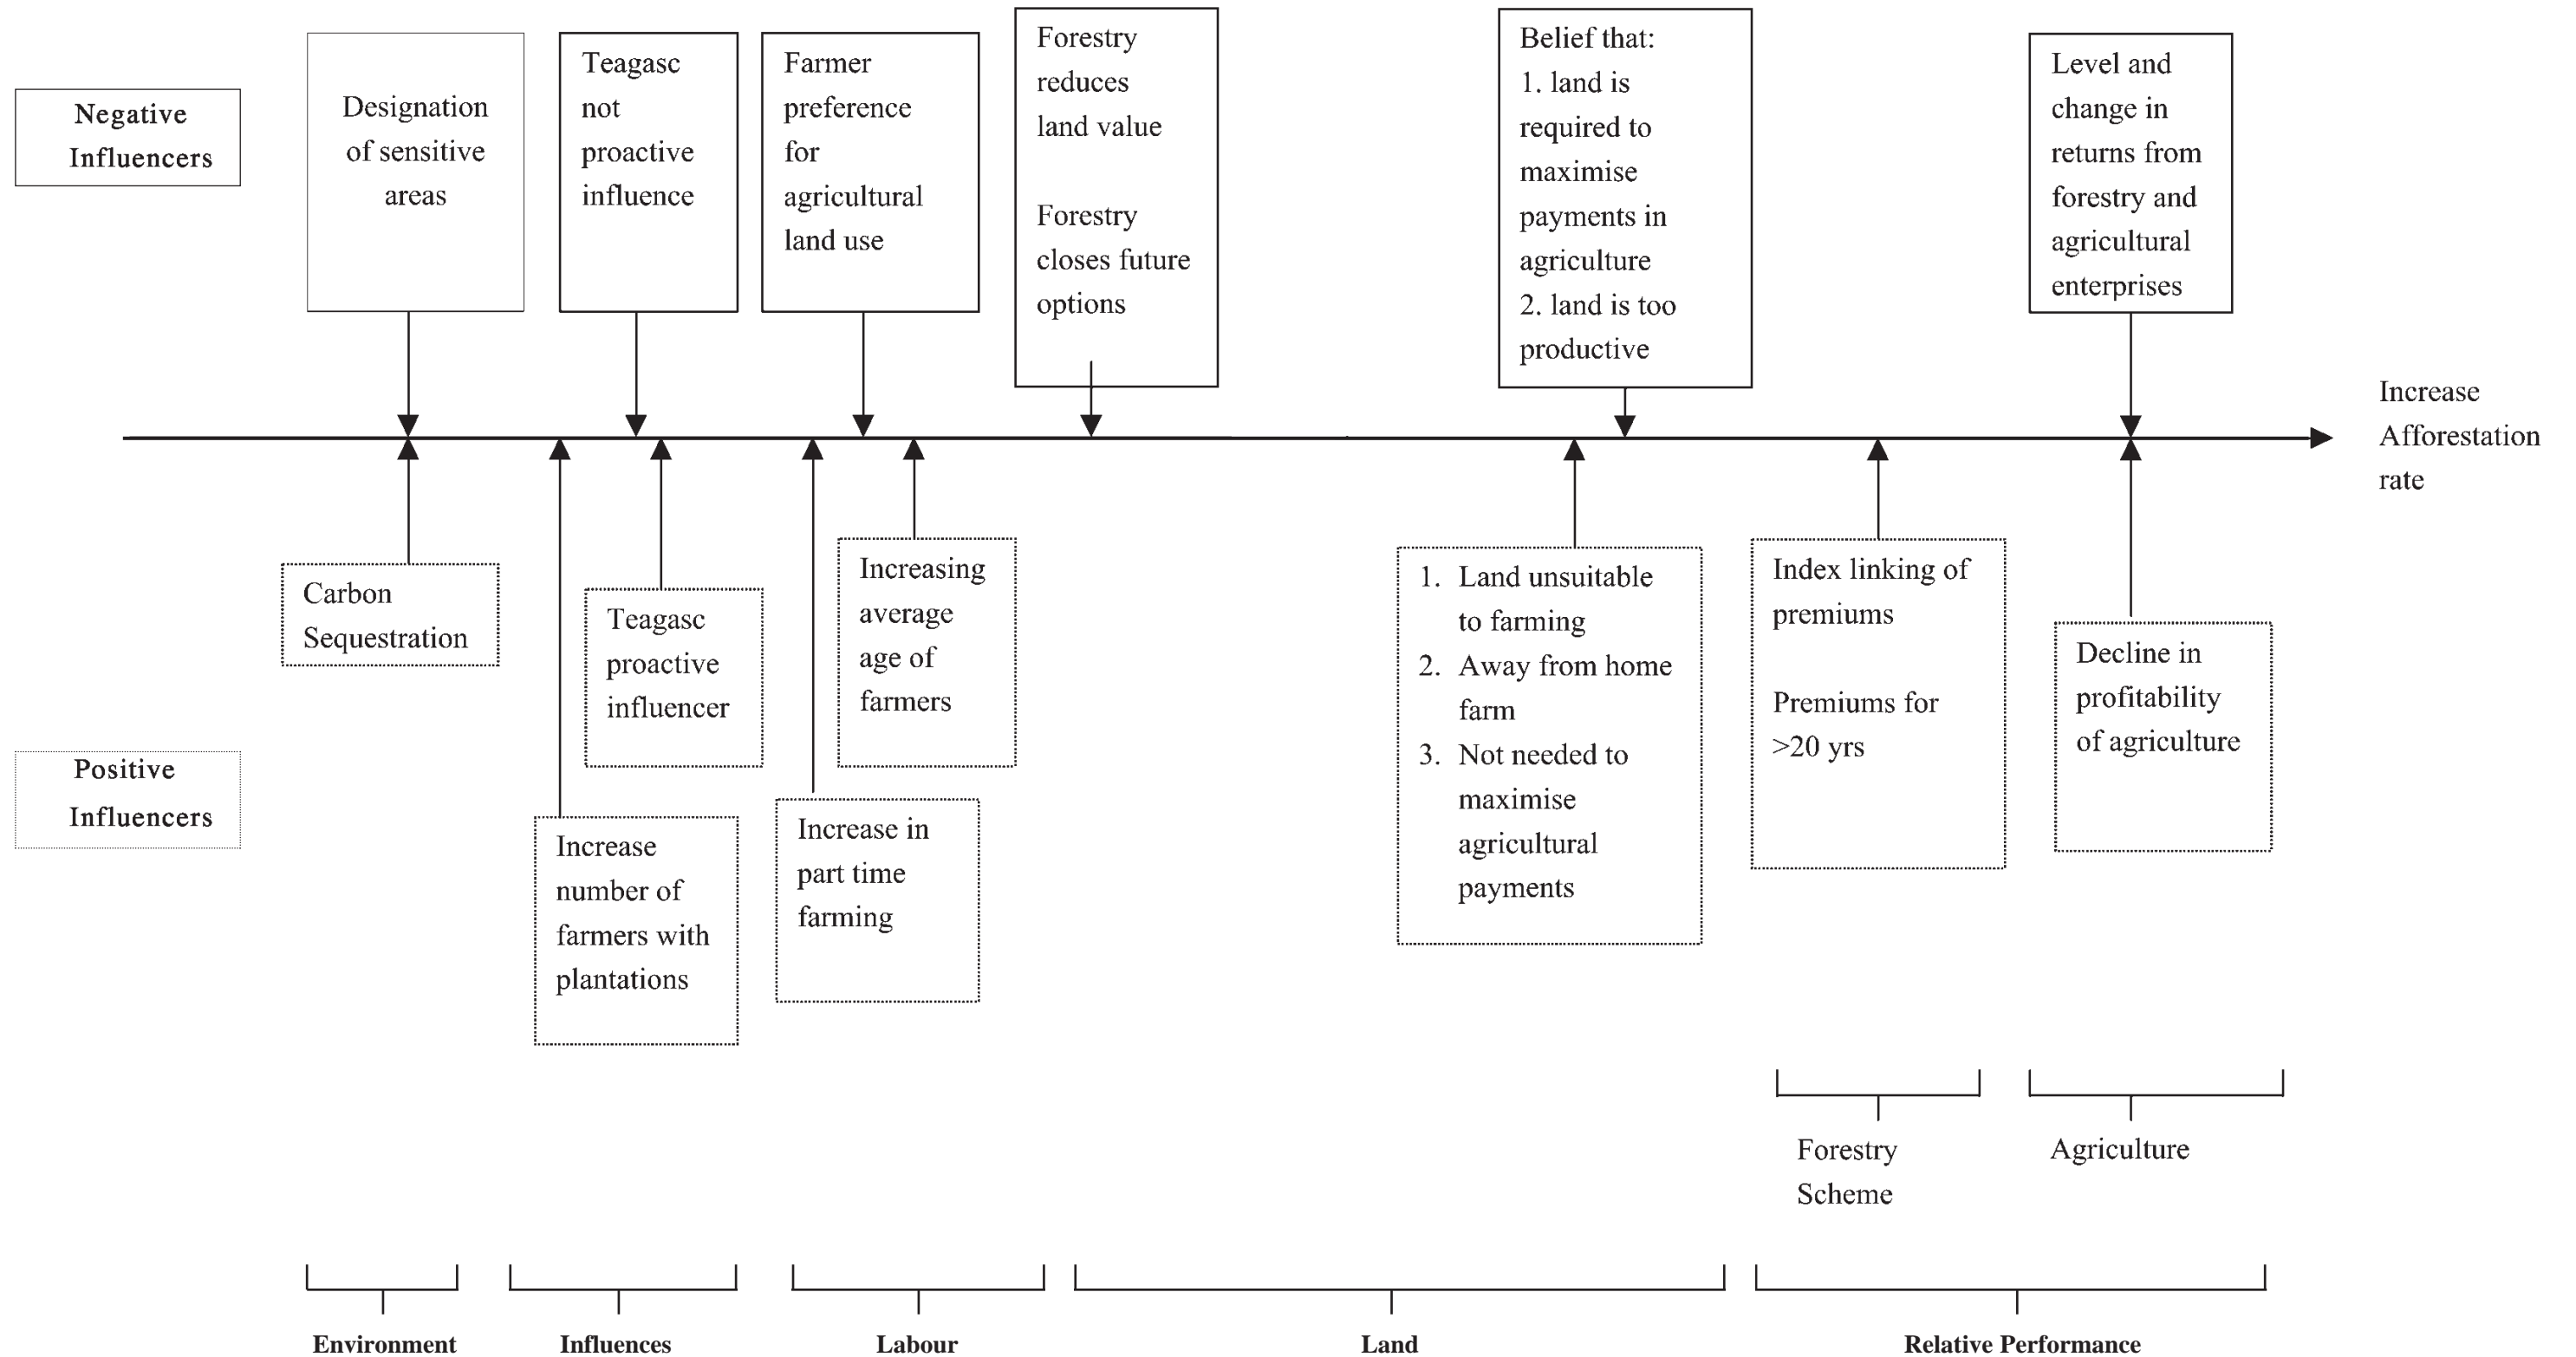 Negative
Influencers
Designation
of sensitive
areas
Teagasc
not
proactive
influence
Farmer
preference
for
agricultural
land use
Forestry
reduces
land value
Forestry
closes future
options
Belief that:
1. land is
required to
maximise
payments in
agriculture
2. land is too
productive
Level and
change in
returns from
forestry and
agricultural
enterprises
Increase
Afforestation
rate
Positive
Influencers
Carbon
Sequestration
Increase
number of
farmers with
plantations
Teagasc
proactive
influencer
Increase in
part time
farming
Increasing
average
age of
farmers
1. Land unsuitable
to farming
2. Away from home
farm
3. Not needed to
maximise
agricultural
payments
Index linking of
premiums
Premiums for
>20 yrs
Decline in
profitability
of agriculture
Forestry
Scheme
Agriculture
Environment
Influences
Labour
Land
Relative Performance